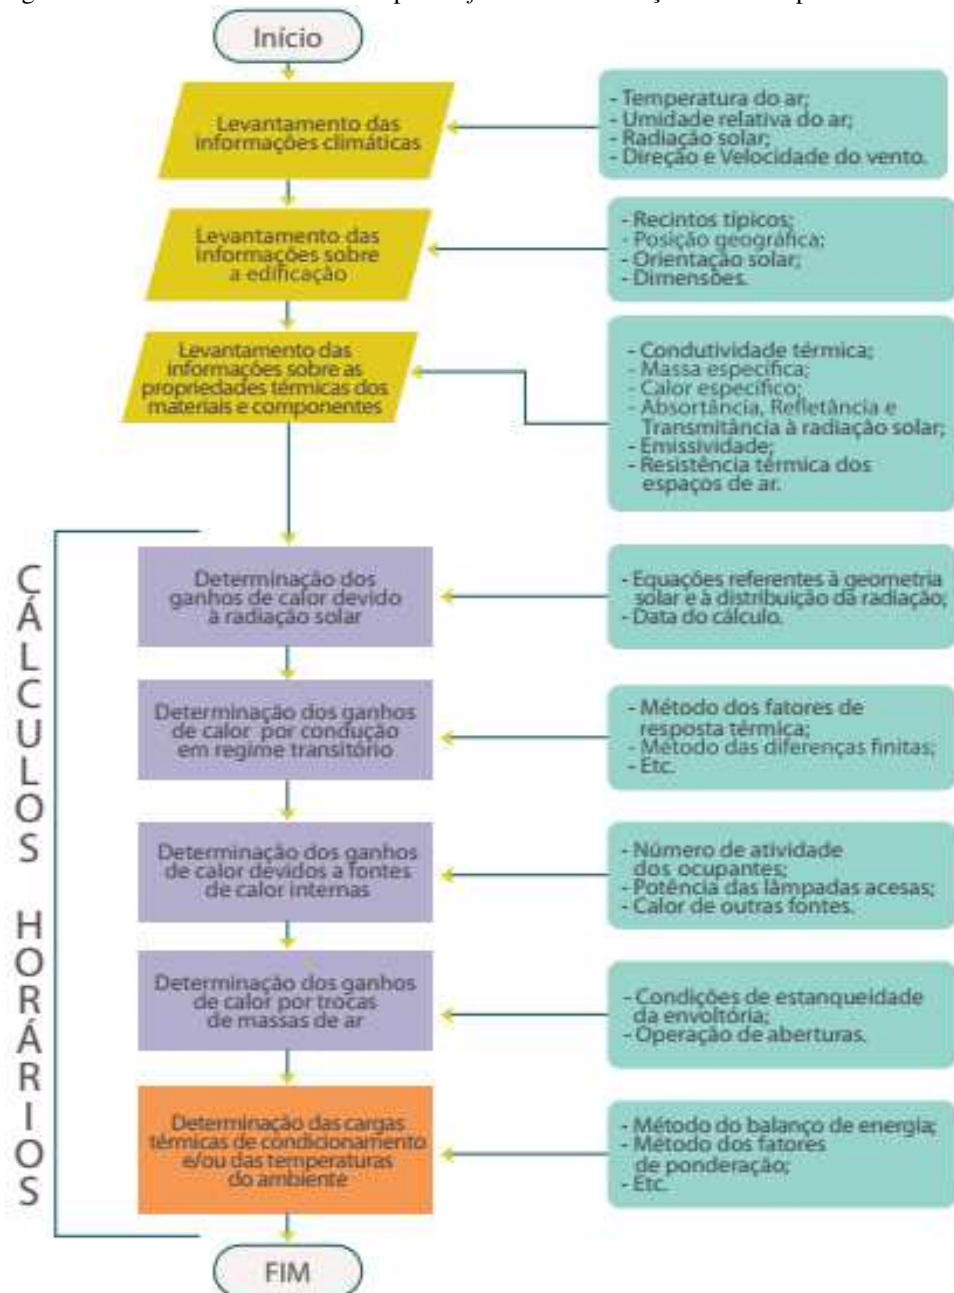 Início
Levantamento das
informações climáticas
- Temperatura do ar;
- Umidade relativa do ar;
- Radiação solar;
- Direção e Velocidade do vento.
Levantamento das
informações sobre
a edificação
- Recintos típicos;
- Posição geográfica;
- Orientação solar;
- Dimensões.
Levantamento das
informações sobre as
propriedades térmicas dos
materiais e componentes
- Condutividade térmica;
- Massa específica;
- Calor específico;
- Absortância, Refletância e
Transmitância à radiação solar;
- Emissividade;
- Resistência térmica dos
espaços de ar.
CÁLCULOS HORÁRIOS
Determinação dos
ganhos de calor devido
à radiação solar
- Equações referentes à geometria
solar e à distribuição da radiação;
- Data do cálculo.
Determinação dos ganhos
de calor por condução
em regime transitório
- Método dos fatores de
resposta térmica;
- Método das diferenças finitas;
- Etc.
Determinação dos ganhos
de calor devidos a fontes
de calor internas
- Número de atividade
dos ocupantes;
- Potência das lâmpadas acesas;
- Calor de outras fontes.
Determinação dos ganhos
de calor por trocas
de massas de ar
- Condições de estanqueidade
da envoltória;
- Operação de aberturas.
Determinação das cargas
térmicas de condicionamento
e/ou das temperaturas
do ambiente
- Método do balanço de energia;
- Método dos fatores
de ponderação;
- Etc.
FIM